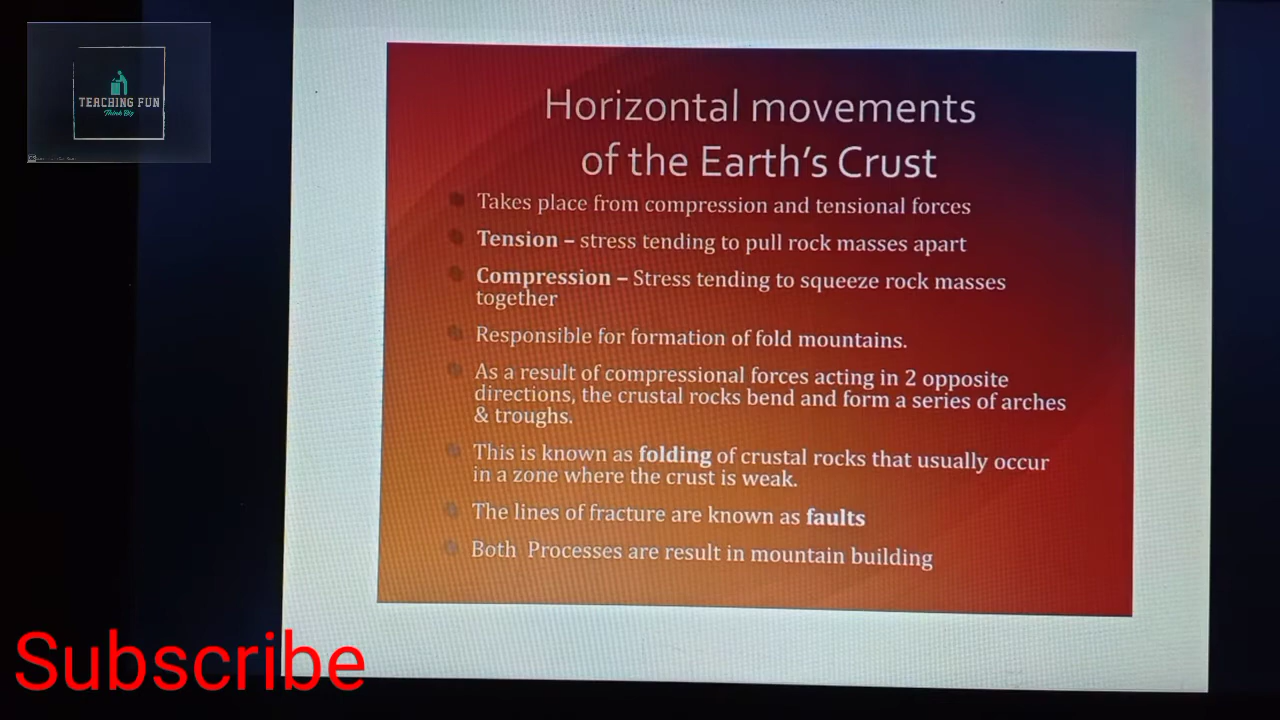 TEACHING FUN
Think Big
Horizontal movements
of the Earth's Crust
Takes place from compression and tensional forces
Tension – stress tending to pull rock masses apart
Compression – Stress tending to squeeze rock masses
together
Responsible for formation of fold mountains.
As a result of compressional forces acting in 2 opposite
directions, the crustal rocks bend and form a series of arches
& troughs.
This is known as folding of crustal rocks that usually occur
in a zone where the crust is weak.
The lines of fracture are known as faults
Both Processes are result in mountain building
Subscribe